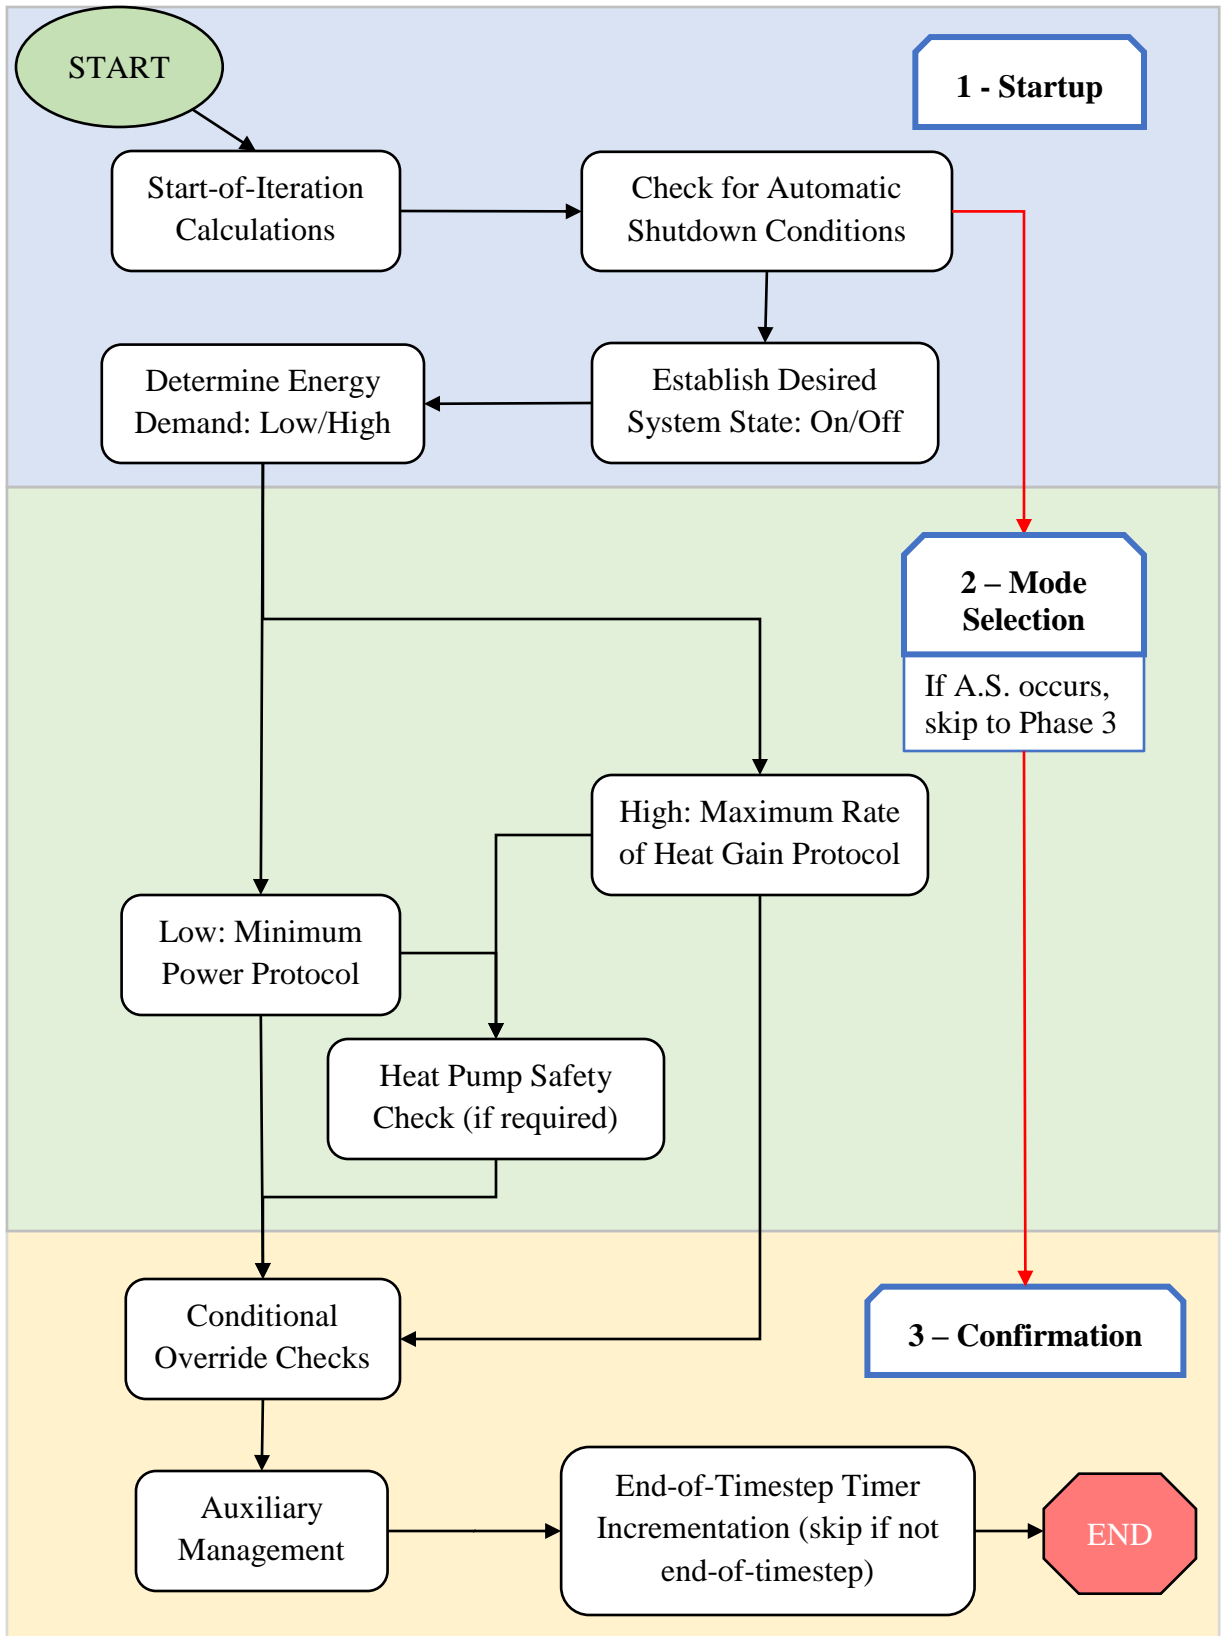 START
1 - Startup
Start-of-Iteration
Calculations
Check for Automatic
Shutdown Conditions
Determine Energy
Demand: Low/High
Establish Desired
System State: On/Off
2 – Mode
Selection
If A.S. occurs,
skip to Phase 3
High: Maximum Rate
of Heat Gain Protocol
Low: Minimum
Power Protocol
Heat Pump Safety
Check (if required)
Conditional
Override Checks
3 – Confirmation
Auxiliary
Management
End-of-Timestep Timer
Incrementation (skip if not
end-of-timestep)
END